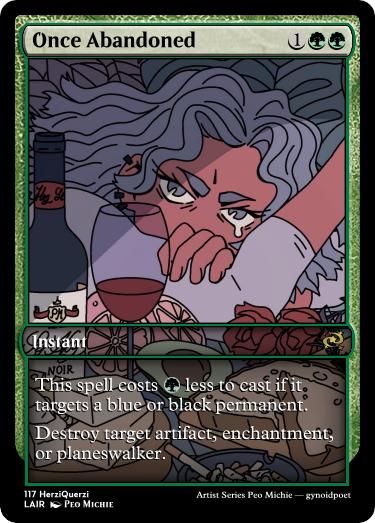 Once Abandoned
1
Instant
NOIR
This spell costs less to cast if it
targets a blue or black permanent.
Destroy target artifact, enchantment,
or planeswalker.
117 HerziQuerzi
LAIR Peo Michie
Artist Series Peo Michie — gynoidpoet